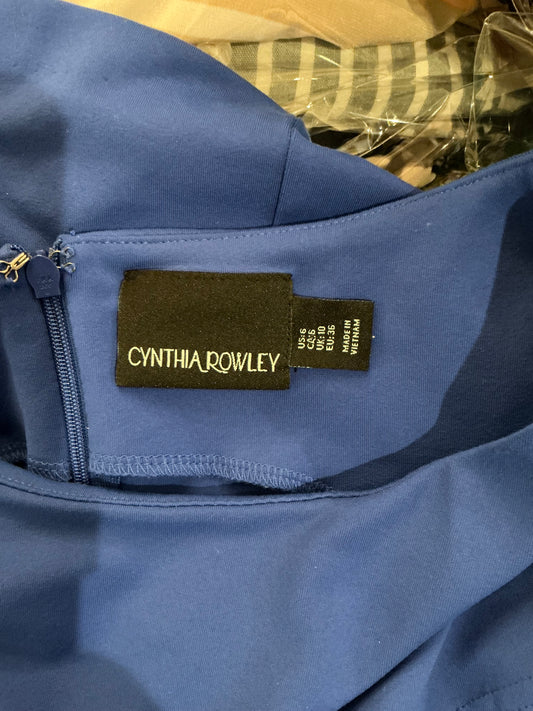 CYNTHIA ROWLEY
US:6
CA:6
UK:10
EU:36
MADE IN
VIETNAM